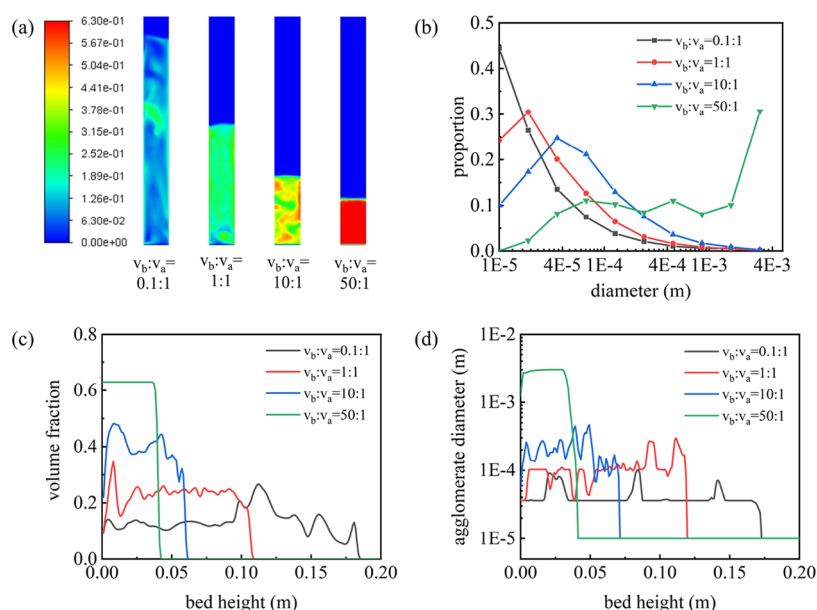 (a)
6.30e-01
5.67e-01
5.04e-01
4.41e-01
3.78e-01
3.15e-01
2.52e-01
1.89e-01
1.26e-01
6.30e-02
0.00e+00
vb:va= vb:va= vb:va= vb:va=
0.1:1 1:1 10:1 50:1
(b)
proportion
0.5
0.4
0.3
0.2
0.1
0.0
vb:va=0.1:1
vb:va=1:1
vb:va=10:1
vb:va=50:1
1E-5 4E-5 1E-4 4E-4 1E-3 4E-3
diameter (m)
(c)
volume fraction
0.8
0.6
0.4
0.2
0.0
vb:va=0.1:1
vb:va=1:1
vb:va=10:1
vb:va=50:1
0.00 0.05 0.10 0.15 0.20
bed height (m)
(d)
agglomerate diameter (m)
1E-2
1E-3
1E-4
1E-5
vb:va=0.1:1
vb:va=1:1
vb:va=10:1
vb:va=50:1
0.00 0.05 0.10 0.15 0.20
bed height (m)